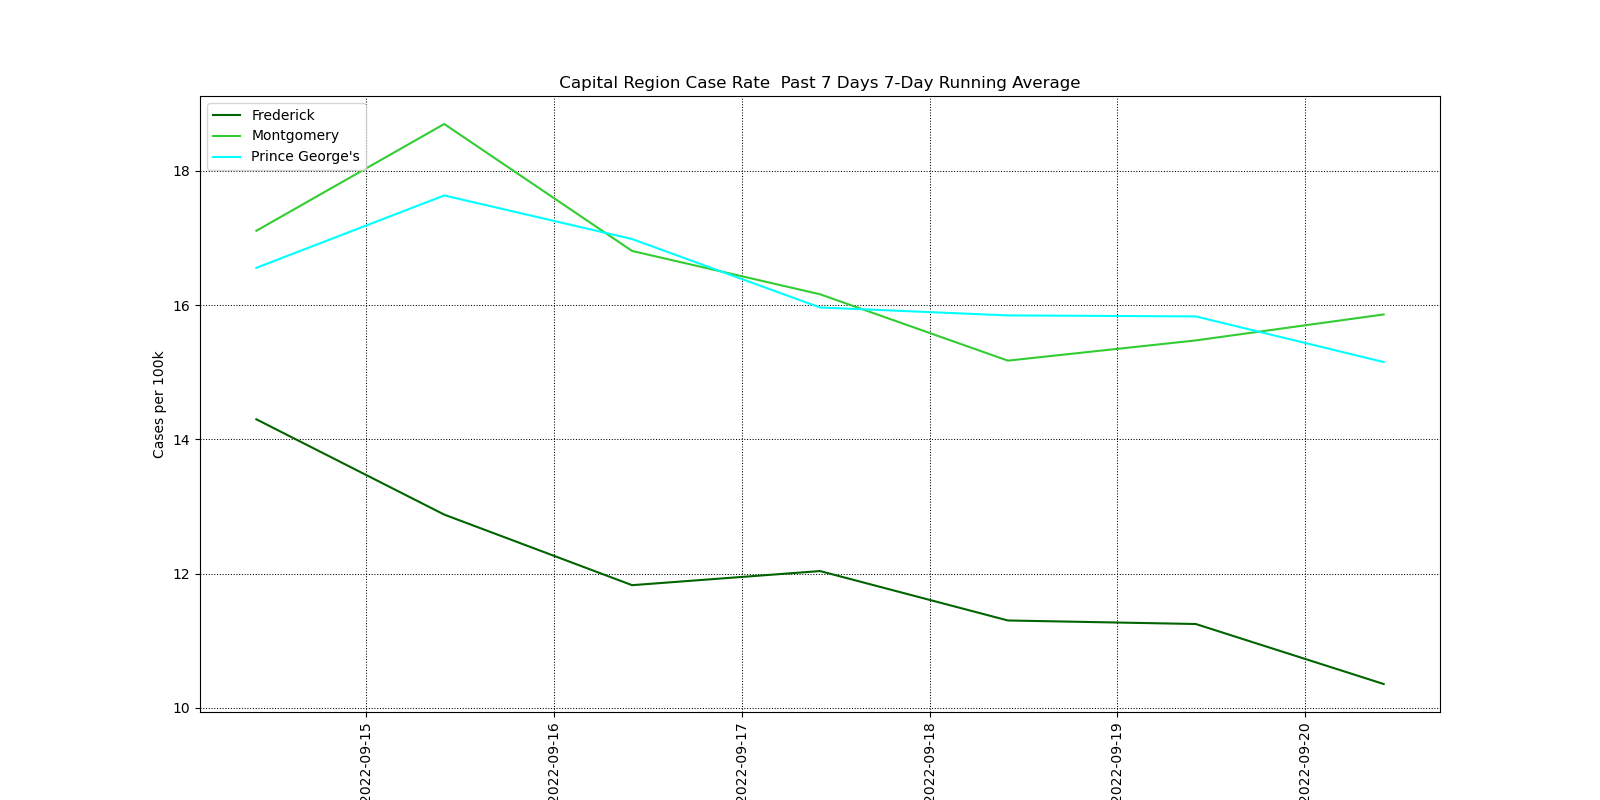 Capital Region Case Rate  Past 7 Days 7-Day Running Average
Frederick
Montgomery
Prince George's
18
16
14
12
10
Cases per 100k
2022-09-15
2022-09-16
2022-09-17
2022-09-18
2022-09-19
2022-09-20